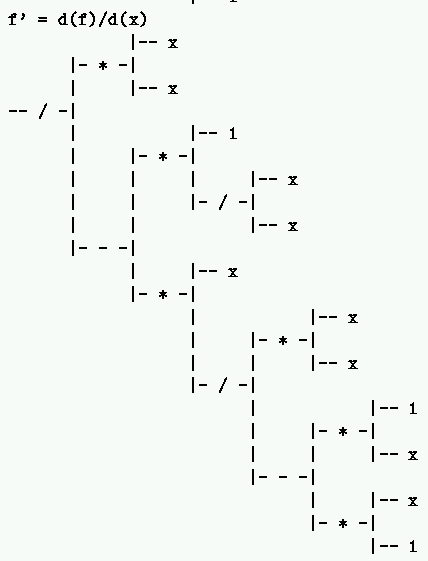 f' = d(f)/d(x)
|-- x
|- * -|
| |-- x
-- / -|
| |-- 1
| |- * -|
| | | |-- x
| | |- / -|
| | |-- x
|- - -|
| |-- x
|- * -|
| |-- x
| |- * -|
| | |-- x
|- / -|
| |-- 1
| |- * -|
| | |-- x
|- - -|
| |-- x
|- * -|
|-- 1